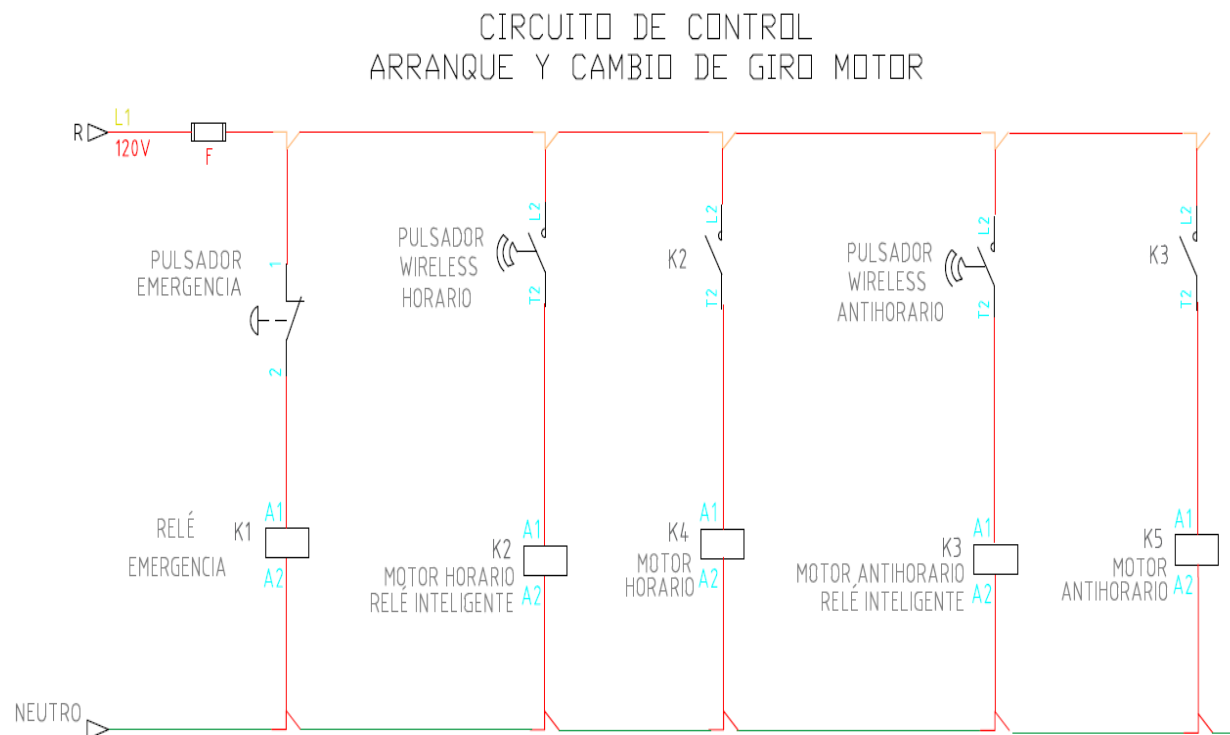 CIRCUITO DE CONTROL
ARRANQUE Y CAMBIO DE GIRO MOTOR
R
L1
120V
F
PULSADOR
EMERGENCIA
1
2
RELÉ
EMERGENCIA
K1
A1
A2
PULSADOR
WIRELESS
HORARIO
L2
T2
K2
MOTOR HORARIO
RELÉ INTELIGENTE
A1
A2
K2
L2
T2
K4
MOTOR
HORARIO
A1
A2
PULSADOR
WIRELESS
ANTIHORARIO
L2
T2
K3
MOTOR ANTIHORARIO
RELÉ INTELIGENTE
A1
A2
K3
L2
T2
K5
MOTOR
ANTIHORARIO
A1
A2
NEUTRO